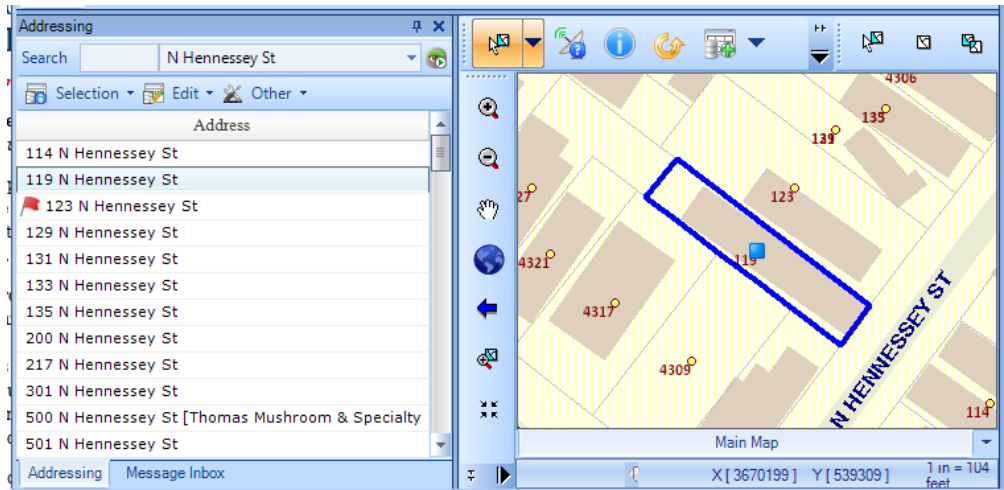 Addressing
Search N Hennessey St
Selection Edit Other
Address
114 N Hennessey St
119 N Hennessey St
123 N Hennessey St
129 N Hennessey St
131 N Hennessey St
133 N Hennessey St
135 N Hennessey St
200 N Hennessey St
217 N Hennessey St
301 N Hennessey St
500 N Hennessey St [Thomas Mushroom & Specialty
501 N Hennessey St
Addressing Message Inbox
4306
135
27
123
4321
119
4317
4309
N HENNESSEY ST
114
Main Map
X [ 3670199 ] Y [ 539309 ] 1 in = 104 feet